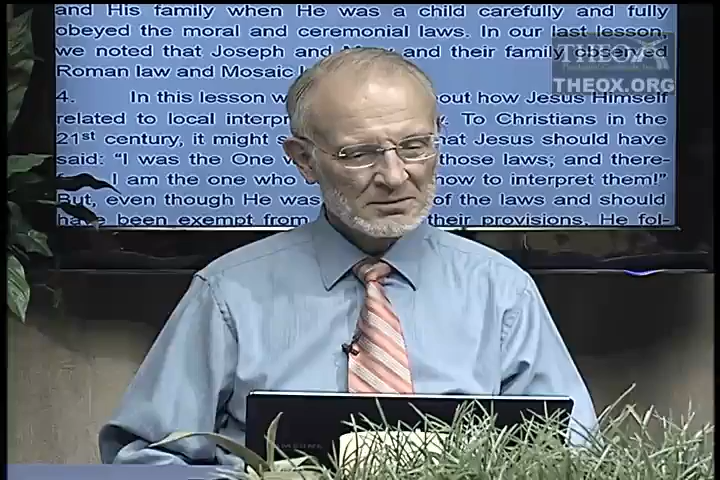 and His family when He was a child carefully and fully
obeyed the moral and ceremonial laws. In our last lesson,
we noted that Joseph and Mary and their family observed
Roman law and Mosaic
THEOX
THEOX.ORG
4. In this lesson out how Jesus Himself
related to local To Christians in the
21st century, it might that Jesus should have
said: "I was the One those laws; and there-
I am the one who how to interpret them!"
But, even though He was of the laws and should
have been exempt from their provisions. He fol-
SAMSUNG